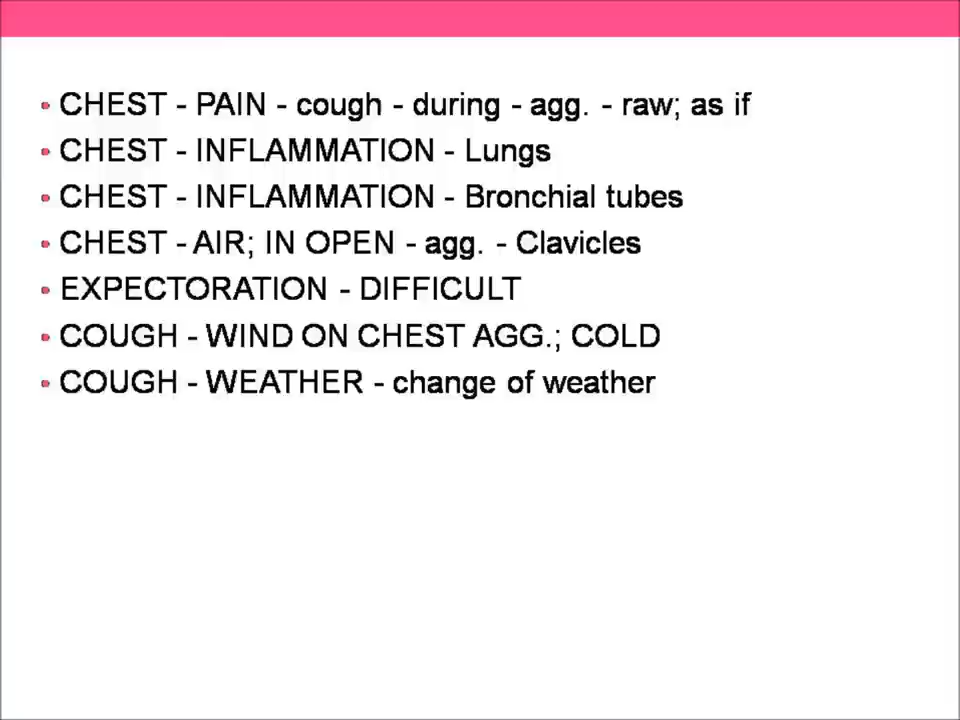 • CHEST - PAIN - cough - during - agg. - raw; as if
• CHEST - INFLAMMATION - Lungs
• CHEST - INFLAMMATION - Bronchial tubes
• CHEST - AIR; IN OPEN - agg. - Clavicles
• EXPECTORATION - DIFFICULT
• COUGH - WIND ON CHEST AGG.; COLD
• COUGH - WEATHER - change of weather